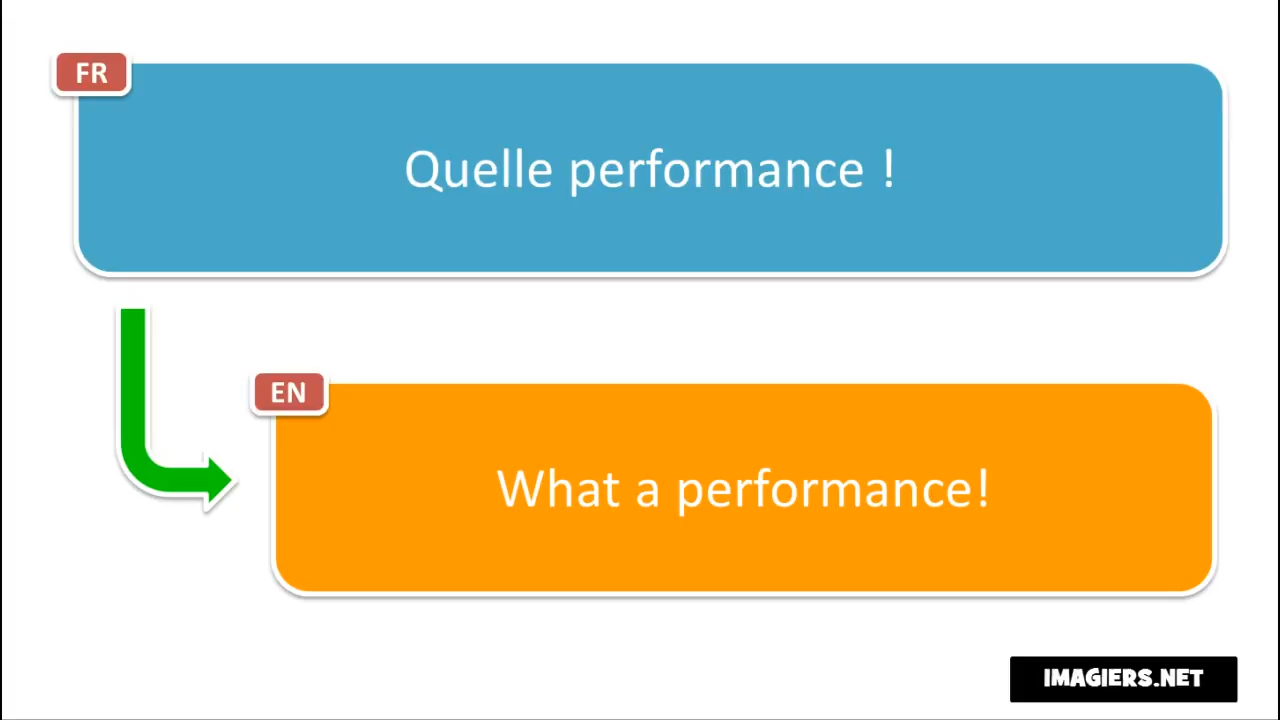 FR
Quelle performance !
EN
What a performance!
IMAGIERS.NET